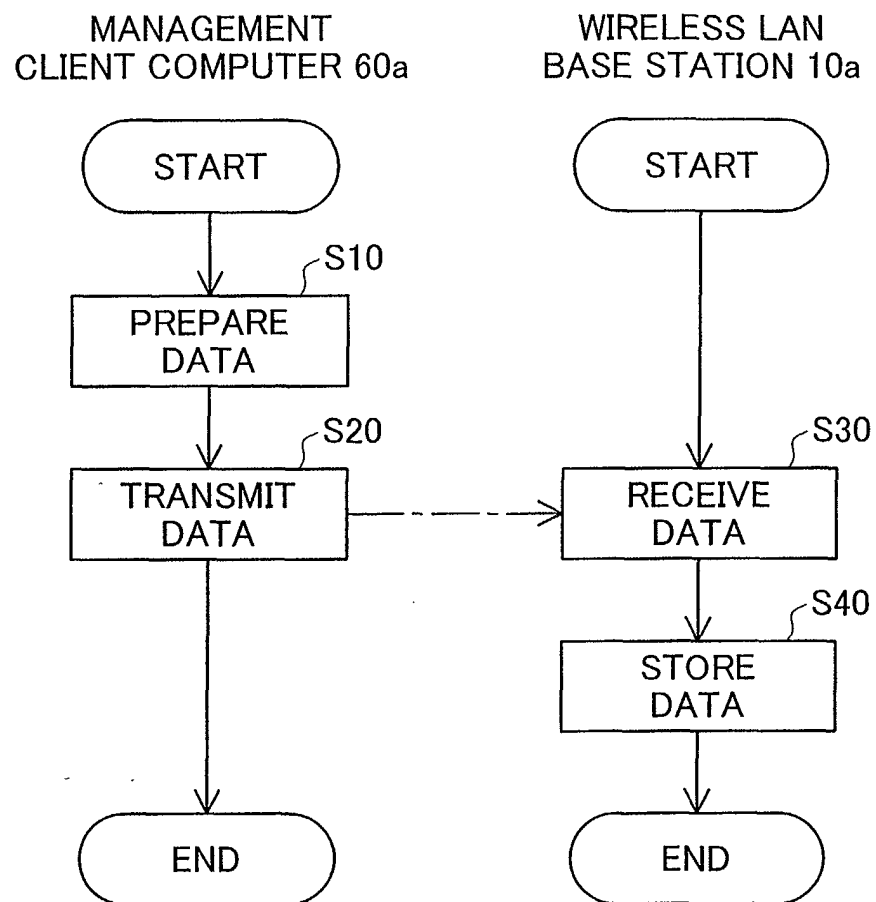 MANAGEMENT
CLIENT COMPUTER 60a
WIRELESS LAN
BASE STATION 10a
START
START
S10
PREPARE
DATA
S20
TRANSMIT
DATA
S30
RECEIVE
DATA
S40
STORE
DATA
END
END